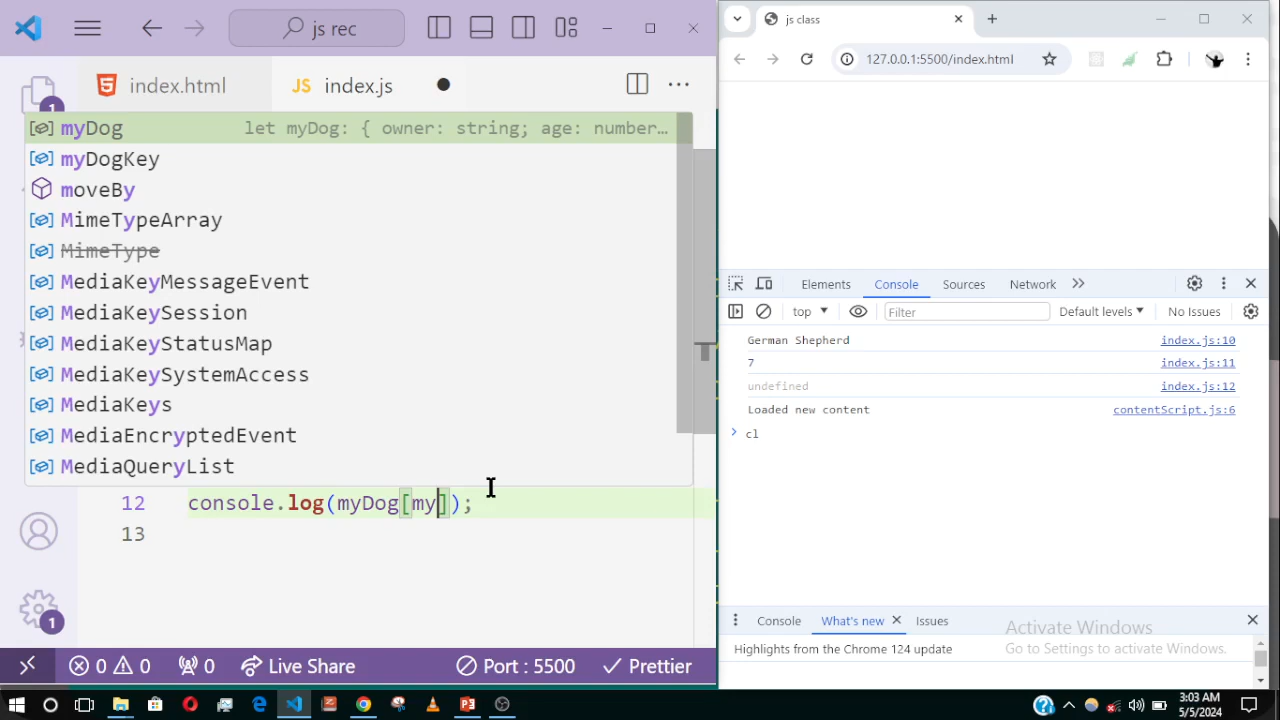 js rec
index.html
JS index.js
myDog let myDog: { owner: string; age: number…
myDogKey
moveBy
MimeTypeArray
MimeType
MediaKeyMessageEvent
MediaKeySession
MediaKeyStatusMap
MediaKeySystemAccess
MediaKeys
MediaEncryptedEvent
MediaQueryList
12 console.log(myDog[my]);
13
1
1
0 0 0 Live Share Port : 5500 Prettier
js class
127.0.0.1:5500/index.html
Elements Console Sources Network
top Filter Default levels No Issues
German Shepherd index.js:10
7 index.js:11
undefined index.js:12
Loaded new content contentScript.js:6
> cl
Console What's new Issues
Highlights from the Chrome 124 update
Activate Windows
Go to Settings to activate Windows.
3:03 AM
5/5/2024